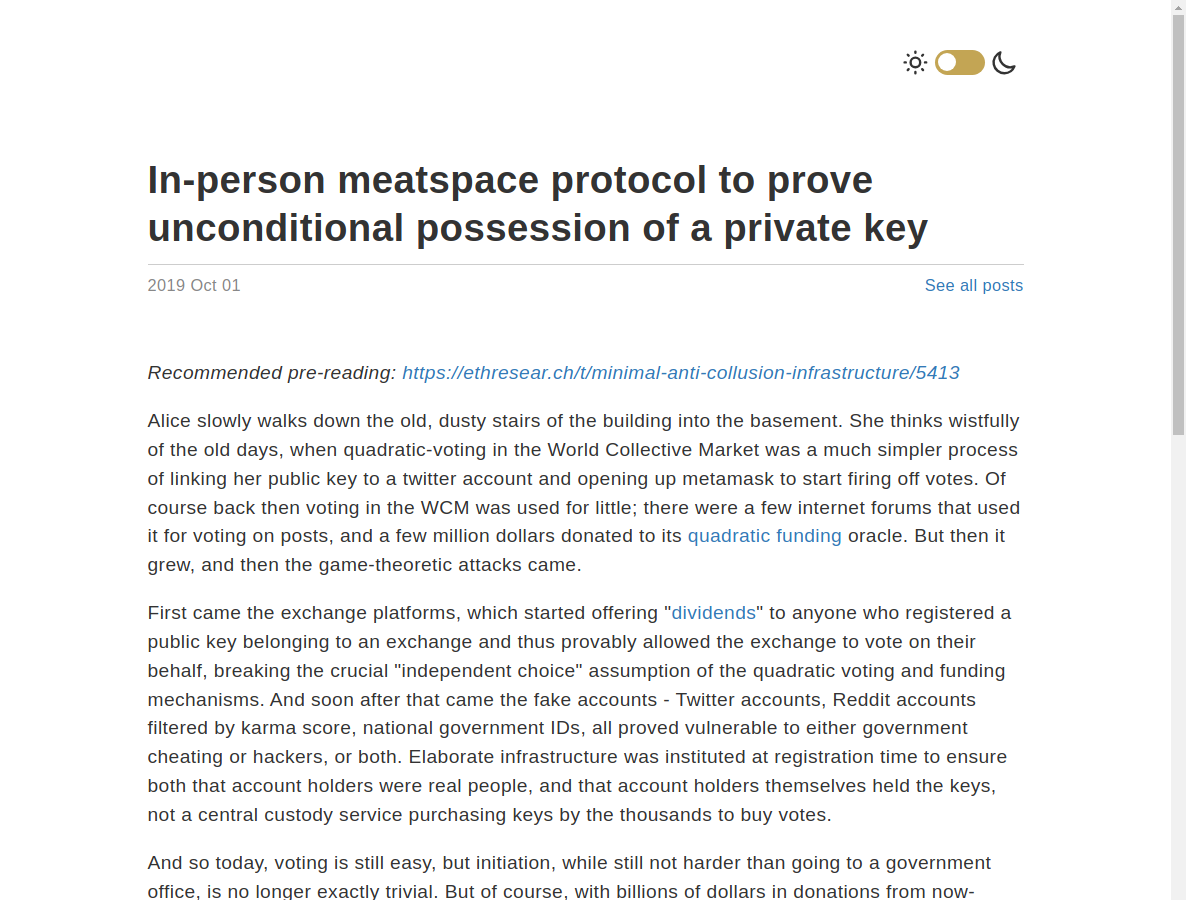 In-person meatspace protocol to prove
unconditional possession of a private key
2019 Oct 01
See all posts
Recommended pre-reading: https://ethresear.ch/t/minimal-anti-collusion-infrastructure/5413
Alice slowly walks down the old, dusty stairs of the building into the basement. She thinks wistfully
of the old days, when quadratic-voting in the World Collective Market was a much simpler process
of linking her public key to a twitter account and opening up metamask to start firing off votes. Of
course back then voting in the WCM was used for little; there were a few internet forums that used
it for voting on posts, and a few million dollars donated to its quadratic funding oracle. But then it
grew, and then the game-theoretic attacks came.
First came the exchange platforms, which started offering "dividends" to anyone who registered a
public key belonging to an exchange and thus provably allowed the exchange to vote on their
behalf, breaking the crucial "independent choice" assumption of the quadratic voting and funding
mechanisms. And soon after that came the fake accounts - Twitter accounts, Reddit accounts
filtered by karma score, national government IDs, all proved vulnerable to either government
cheating or hackers, or both. Elaborate infrastructure was instituted at registration time to ensure
both that account holders were real people, and that account holders themselves held the keys,
not a central custody service purchasing keys by the thousands to buy votes.
And so today, voting is still easy, but initiation, while still not harder than going to a government
office, is no longer exactly trivial. But of course, with billions of dollars in donations from now-